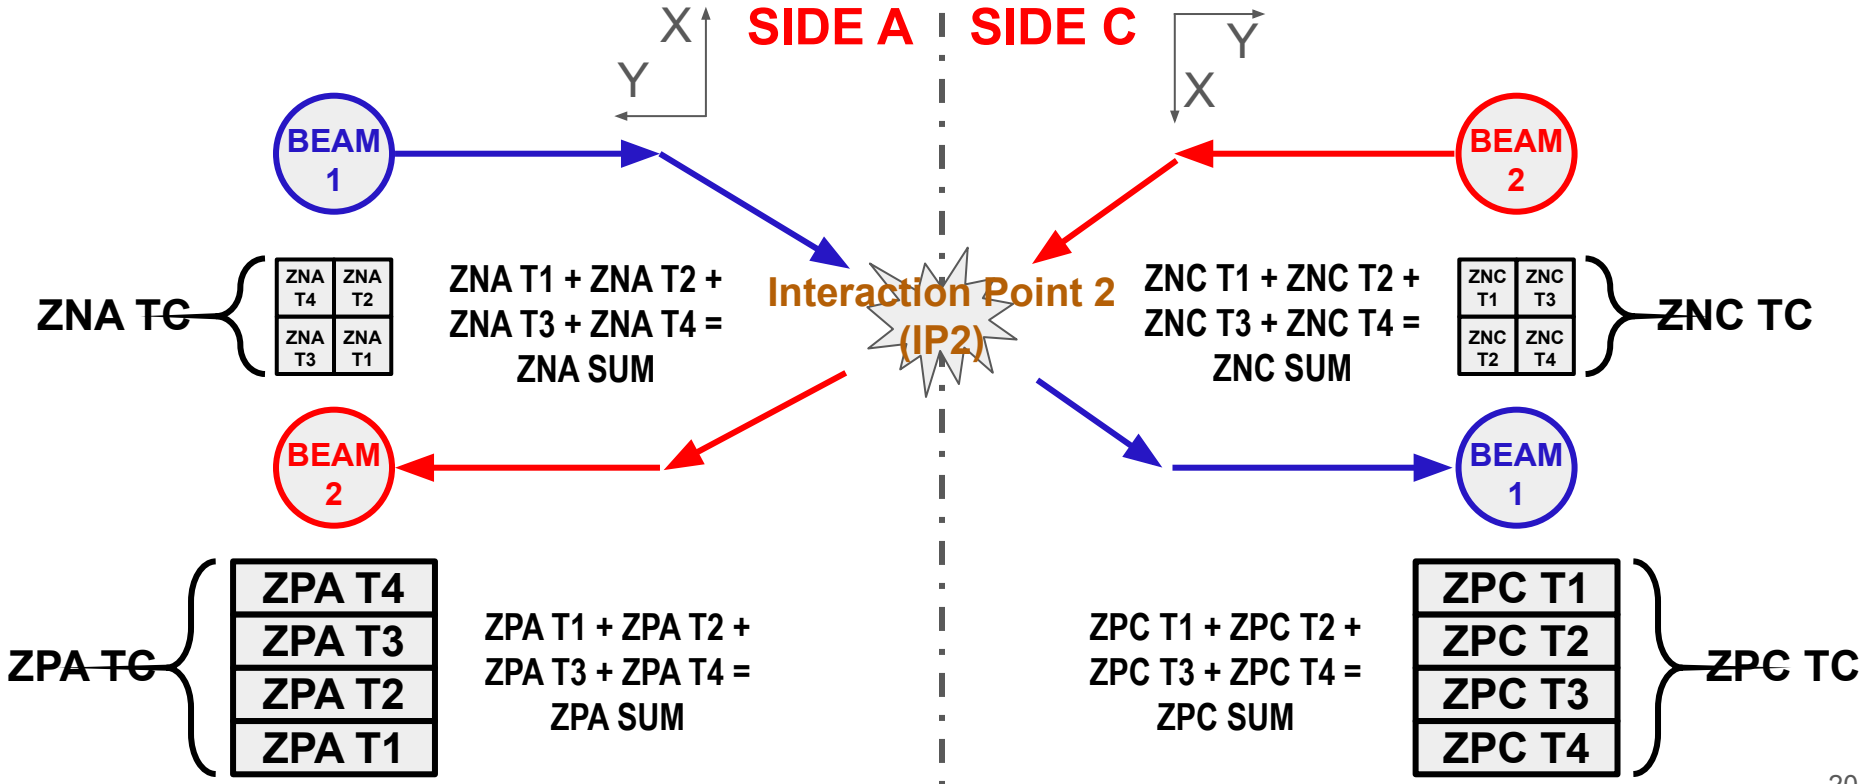 SIDE A
SIDE C
X
Y
Y
X
BEAM
1
BEAM
2
ZNA TC
ZNA T4
ZNA T2
ZNA T3
ZNA T1
ZNA T1 + ZNA T2 +
ZNA T3 + ZNA T4 =
ZNA SUM
Interaction Point 2
(IP2)
ZNC T1 + ZNC T2 +
ZNC T3 + ZNC T4 =
ZNC SUM
ZNC T1
ZNC T3
ZNC T2
ZNC T4
ZNC TC
BEAM
2
BEAM
1
ZPA TC
ZPA T4
ZPA T3
ZPA T2
ZPA T1
ZPA T1 + ZPA T2 +
ZPA T3 + ZPA T4 =
ZPA SUM
ZPC T1 + ZPC T2 +
ZPC T3 + ZPC T4 =
ZPC SUM
ZPC T1
ZPC T2
ZPC T3
ZPC T4
ZPC TC
20